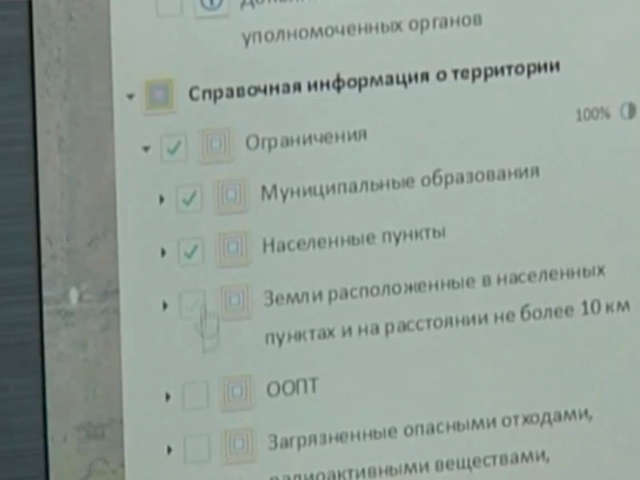 уполномоченных органов
Справочная информация о территории
100%
Ограничения
Муниципальные образования
Населенные пункты
Земли расположенные в населенных
пунктах и на расстоянии не более 10 км
ООПТ
Загрязненные опасными отходами,
радиоактивными веществами,